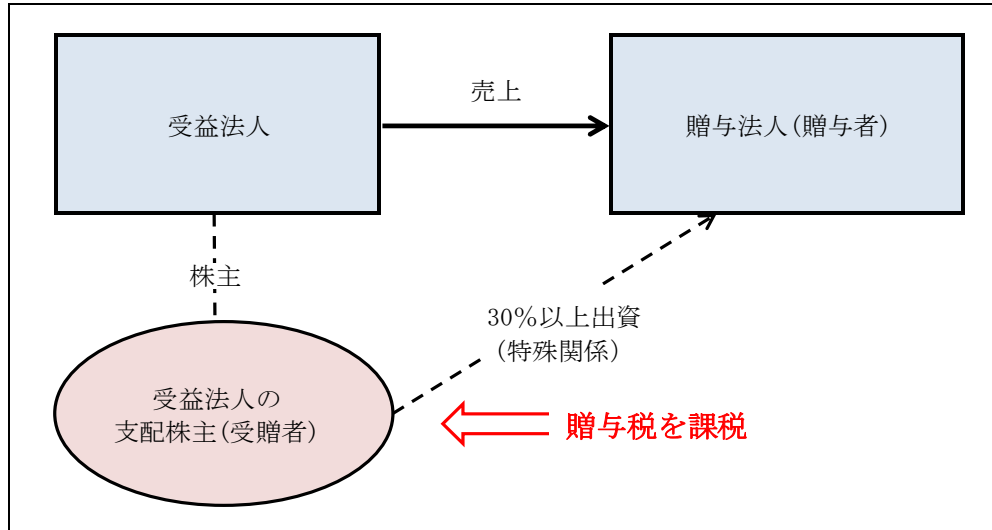 受益法人
売上
贈与法人(贈与者)
株主
30％以上出資
(特殊関係)
受益法人の
支配株主(受贈者)
贈与税を課税